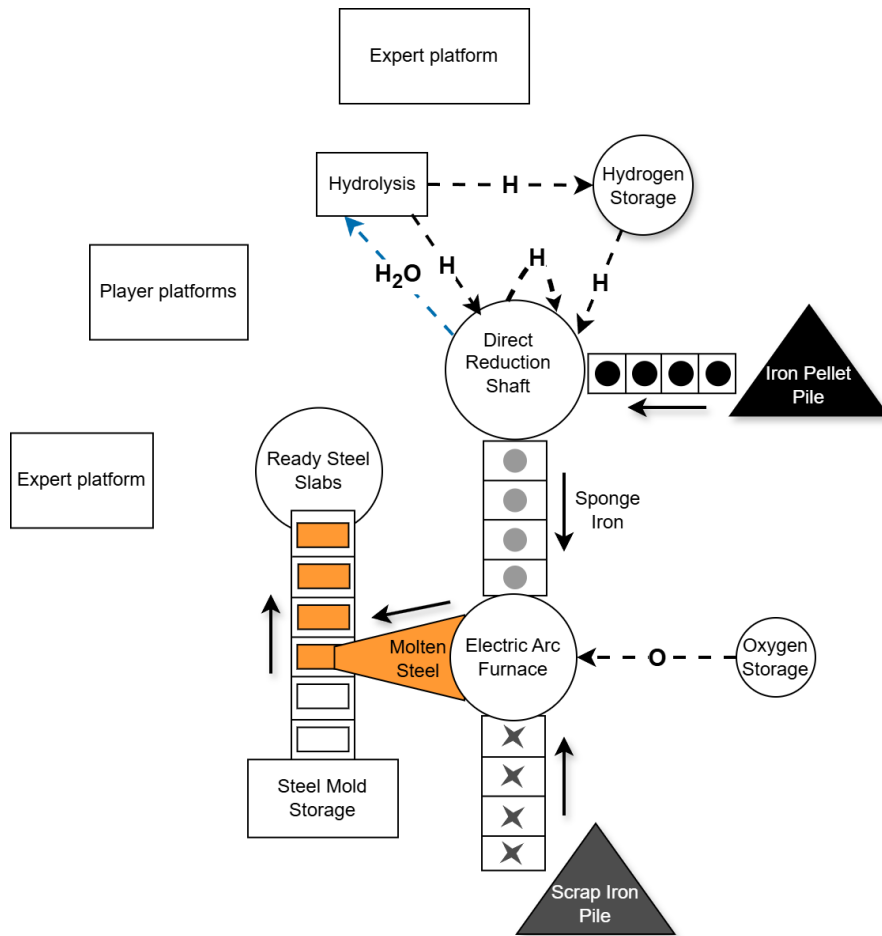 Expert platform
Hydrolysis
H
Hydrogen
Storage
H
H
H
H₂O
Player platforms
Direct
Reduction
Shaft
Iron Pellet
Pile
Expert platform
Ready Steel
Slabs
Sponge
Iron
Molten
Steel
Electric Arc
Furnace
O
Oxygen
Storage
Steel Mold
Storage
Scrap Iron
Pile